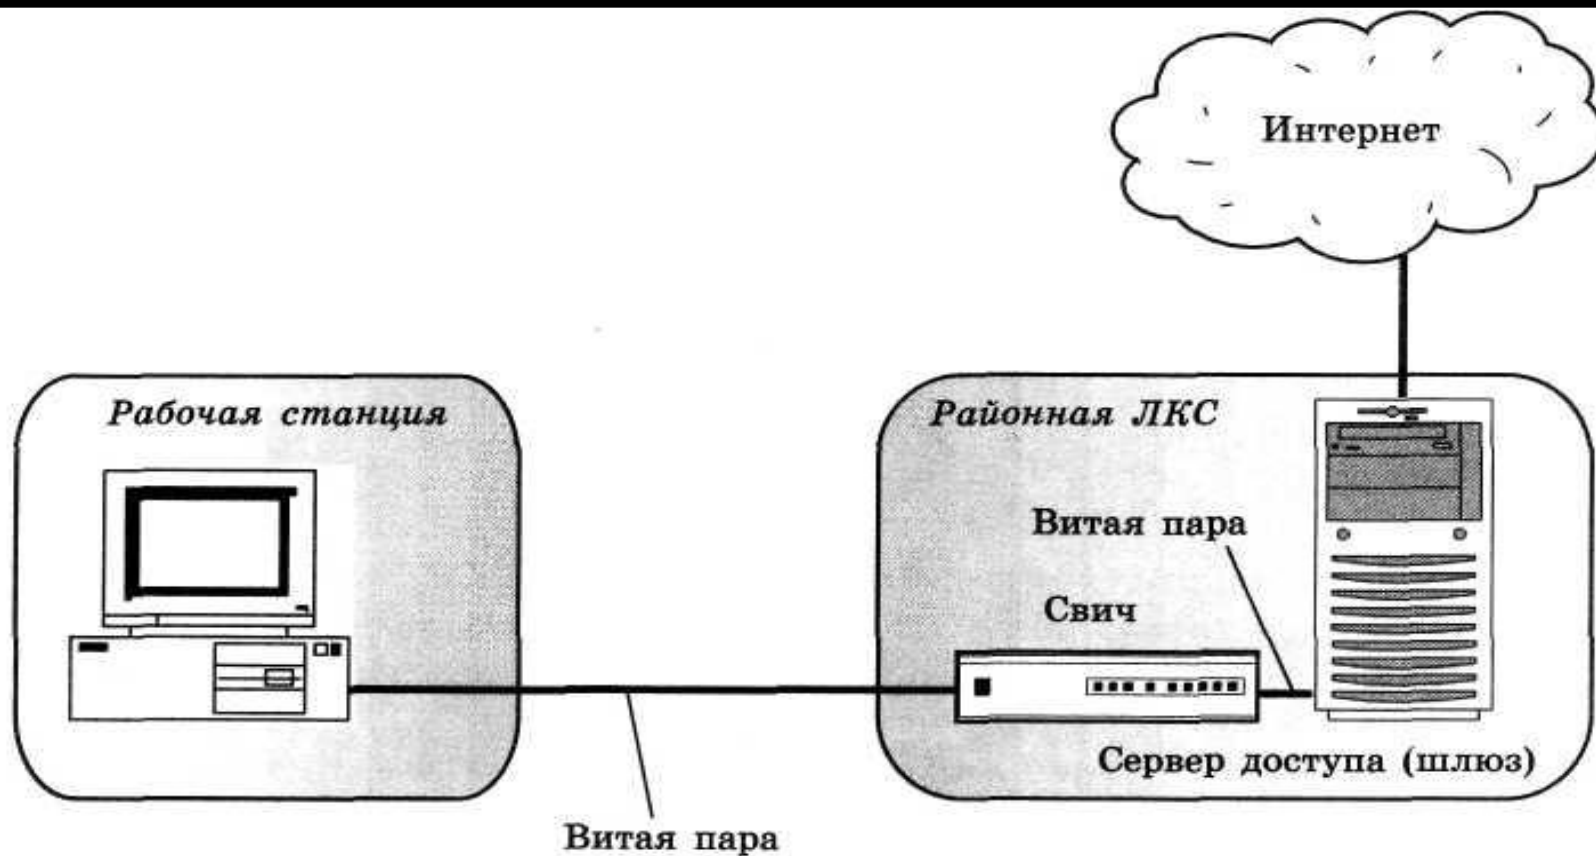 Интернет
Рабочая станция
Районная ЛКС
Витая пара
Свич
Сервер доступа (шлюз)
Витая пара